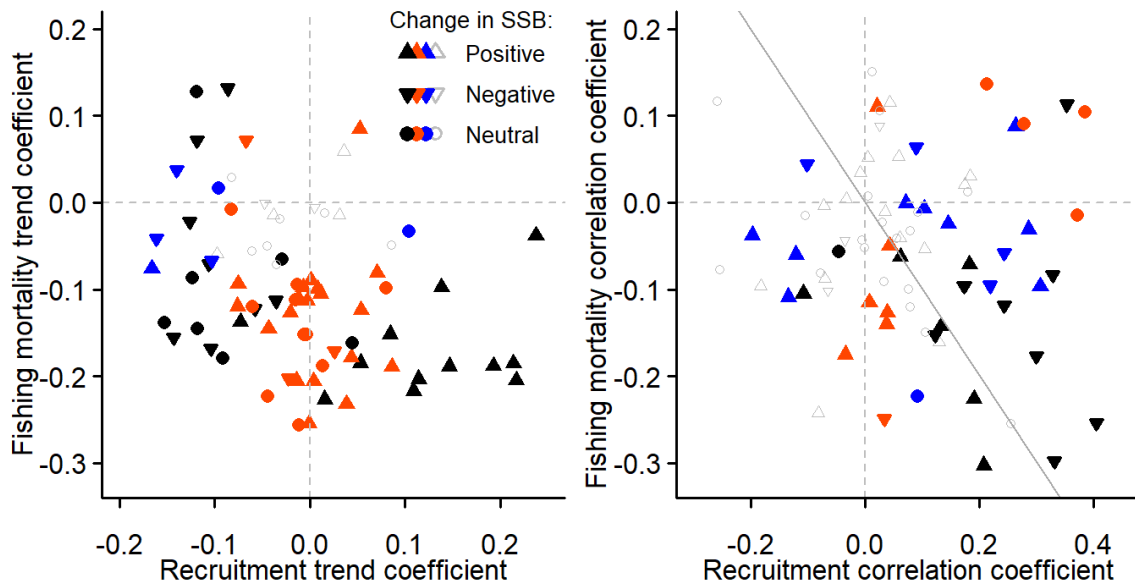 Change in SSB:
Positive
Negative
Neutral
Fishing mortality trend coefficient
0.2
0.1
0.0
-0.1
-0.2
-0.3
-0.2 -0.1 0.0 0.1 0.2
Recruitment trend coefficient
Fishing mortality correlation coefficient
0.2
0.1
0.0
-0.1
-0.2
-0.3
-0.2 0.0 0.2 0.4
Recruitment correlation coefficient